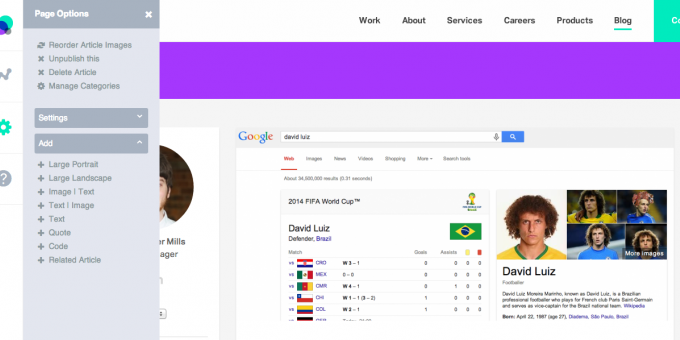 Page Options
Work About Services Careers Products Blog
Reorder Article Images
Unpublish this
Delete Article
Manage Categories
Settings
Add
Large Portrait
Large Landscape
Image | Text
Text | Image
Text
Quote
Code
Related Article
er Mills
ager
Google
david luiz
Web Images News Videos Shopping More Search tools
About 34,800,000 results (0.31 seconds)
2014 FIFA World Cup™
David Luiz
Defender, Brazil
Match Goals Assists
vs CRO W 3 – 1 0 0 0 0
vs MEX 0 – 0 0 0 0 0
vs CMR W 4 – 1 0 1 0 0
vs CHI W 1 – 1 (3 – 2) 1 0 0 0
vs COL W 2 – 1 1 0 0 0
More images
David Luiz
Footballer
David Luiz Moreira Marinho, known as David Luiz, is a Brazilian
professional footballer who plays for French club Paris Saint-Germain
and serves as vice-captain for the Brazil national team. Wikipedia
Born: April 22, 1987 (age 27), Diadema, São Paulo, Brazil